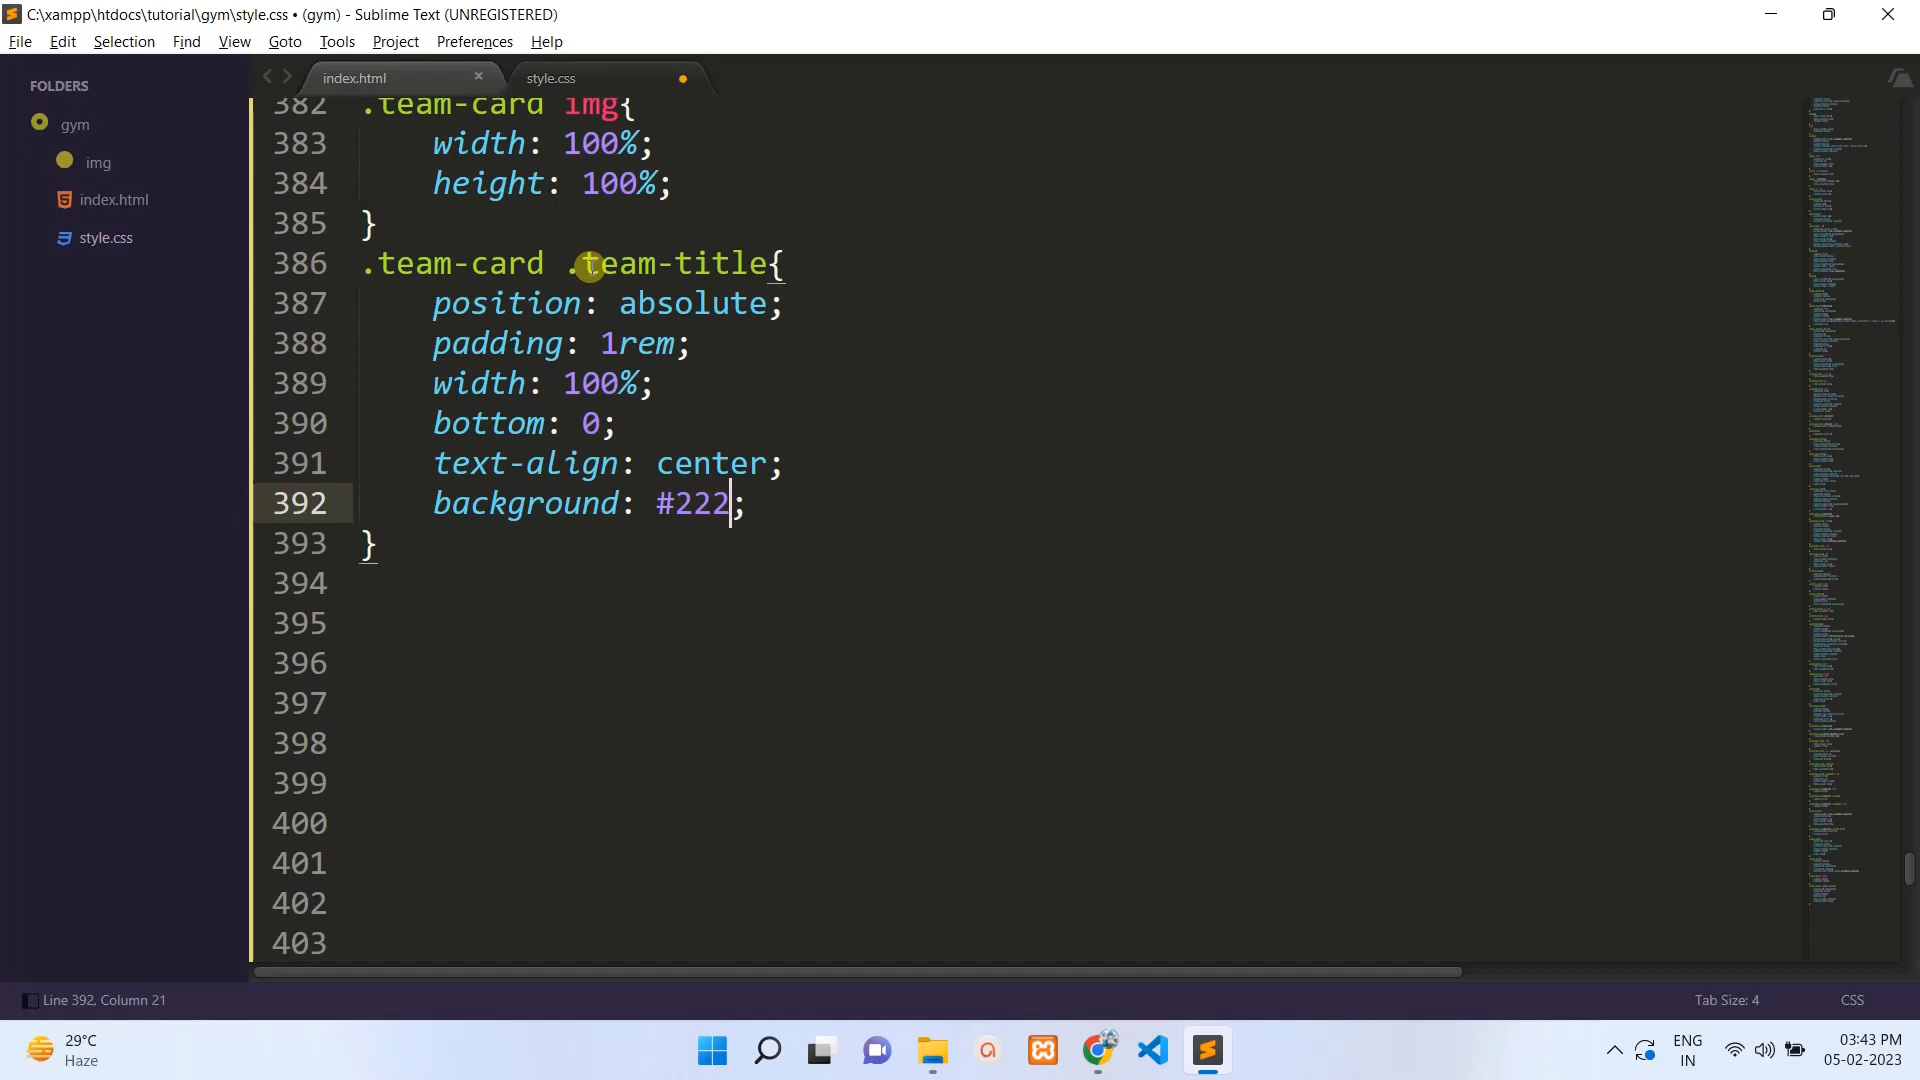 C:\xampp\htdocs\tutorial\gym\style.css • (gym) - Sublime Text (UNREGISTERED)
File Edit Selection Find View Goto Tools Project Preferences Help
FOLDERS
gym
img
index.html
style.css
index.html × style.css
382 .team-card img{
383 width: 100%;
384 height: 100%;
385 }
386 .team-card .team-title{
387 position: absolute;
388 padding: 1rem;
389 width: 100%;
390 bottom: 0;
391 text-align: center;
392 background: #222;
393 }
394
395
396
397
398
399
400
401
402
403
Line 392, Column 21 Tab Size: 4 CSS
29°C
Haze
ENG
IN
03:43 PM
05-02-2023